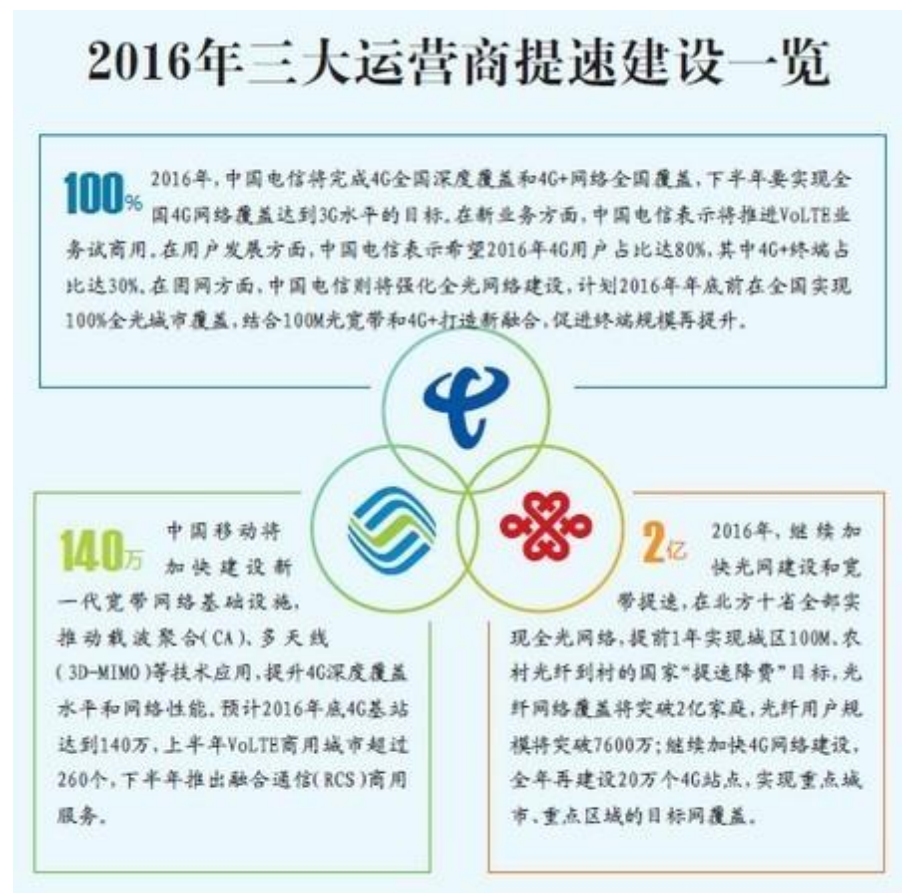 2016年三大运营商提速建设一览
100% 2016年,中国电信将完成4G全国深度覆盖和4G+网络全国覆盖,下半年要实现全
国4G网络覆盖达到3G水平的目标。在新业务方面,中国电信表示将推进VoLTE业
务试商用。在用户发展方面,中国电信表示希望2016年4G用户占比达80%,其中4G+终端占
比达30%。在固网方面,中国电信则将强化全光网络建设,计划2016年年底前在全国实现
100%全光城市覆盖,结合100M光宽带和4G+打造新融合,促进终端规模再提升。
140万 中国移动将
加快建设新
一代宽带网络基础设施,
推动载波聚合(CA)、多天线
(3D-MIMO)等技术应用,提升4G深度覆盖
水平和网络性能。预计2016年底4G基站
达到140万,上半年VoLTE商用城市超过
260个,下半年推出融合通信(RCS)商用
服务。
2亿 2016年,继续加
快光网建设和宽
带提速,在北方十省全部实
现全光网络,提前1年实现城区100M、农
村光纤到村的国家“提速降费”目标,光
纤网络覆盖将突破2亿家庭,光纤用户规
模将突破7600万;继续加快4G网络建设,
全年再建设20万个4G站点,实现重点城
市、重点区域的目标网覆盖。